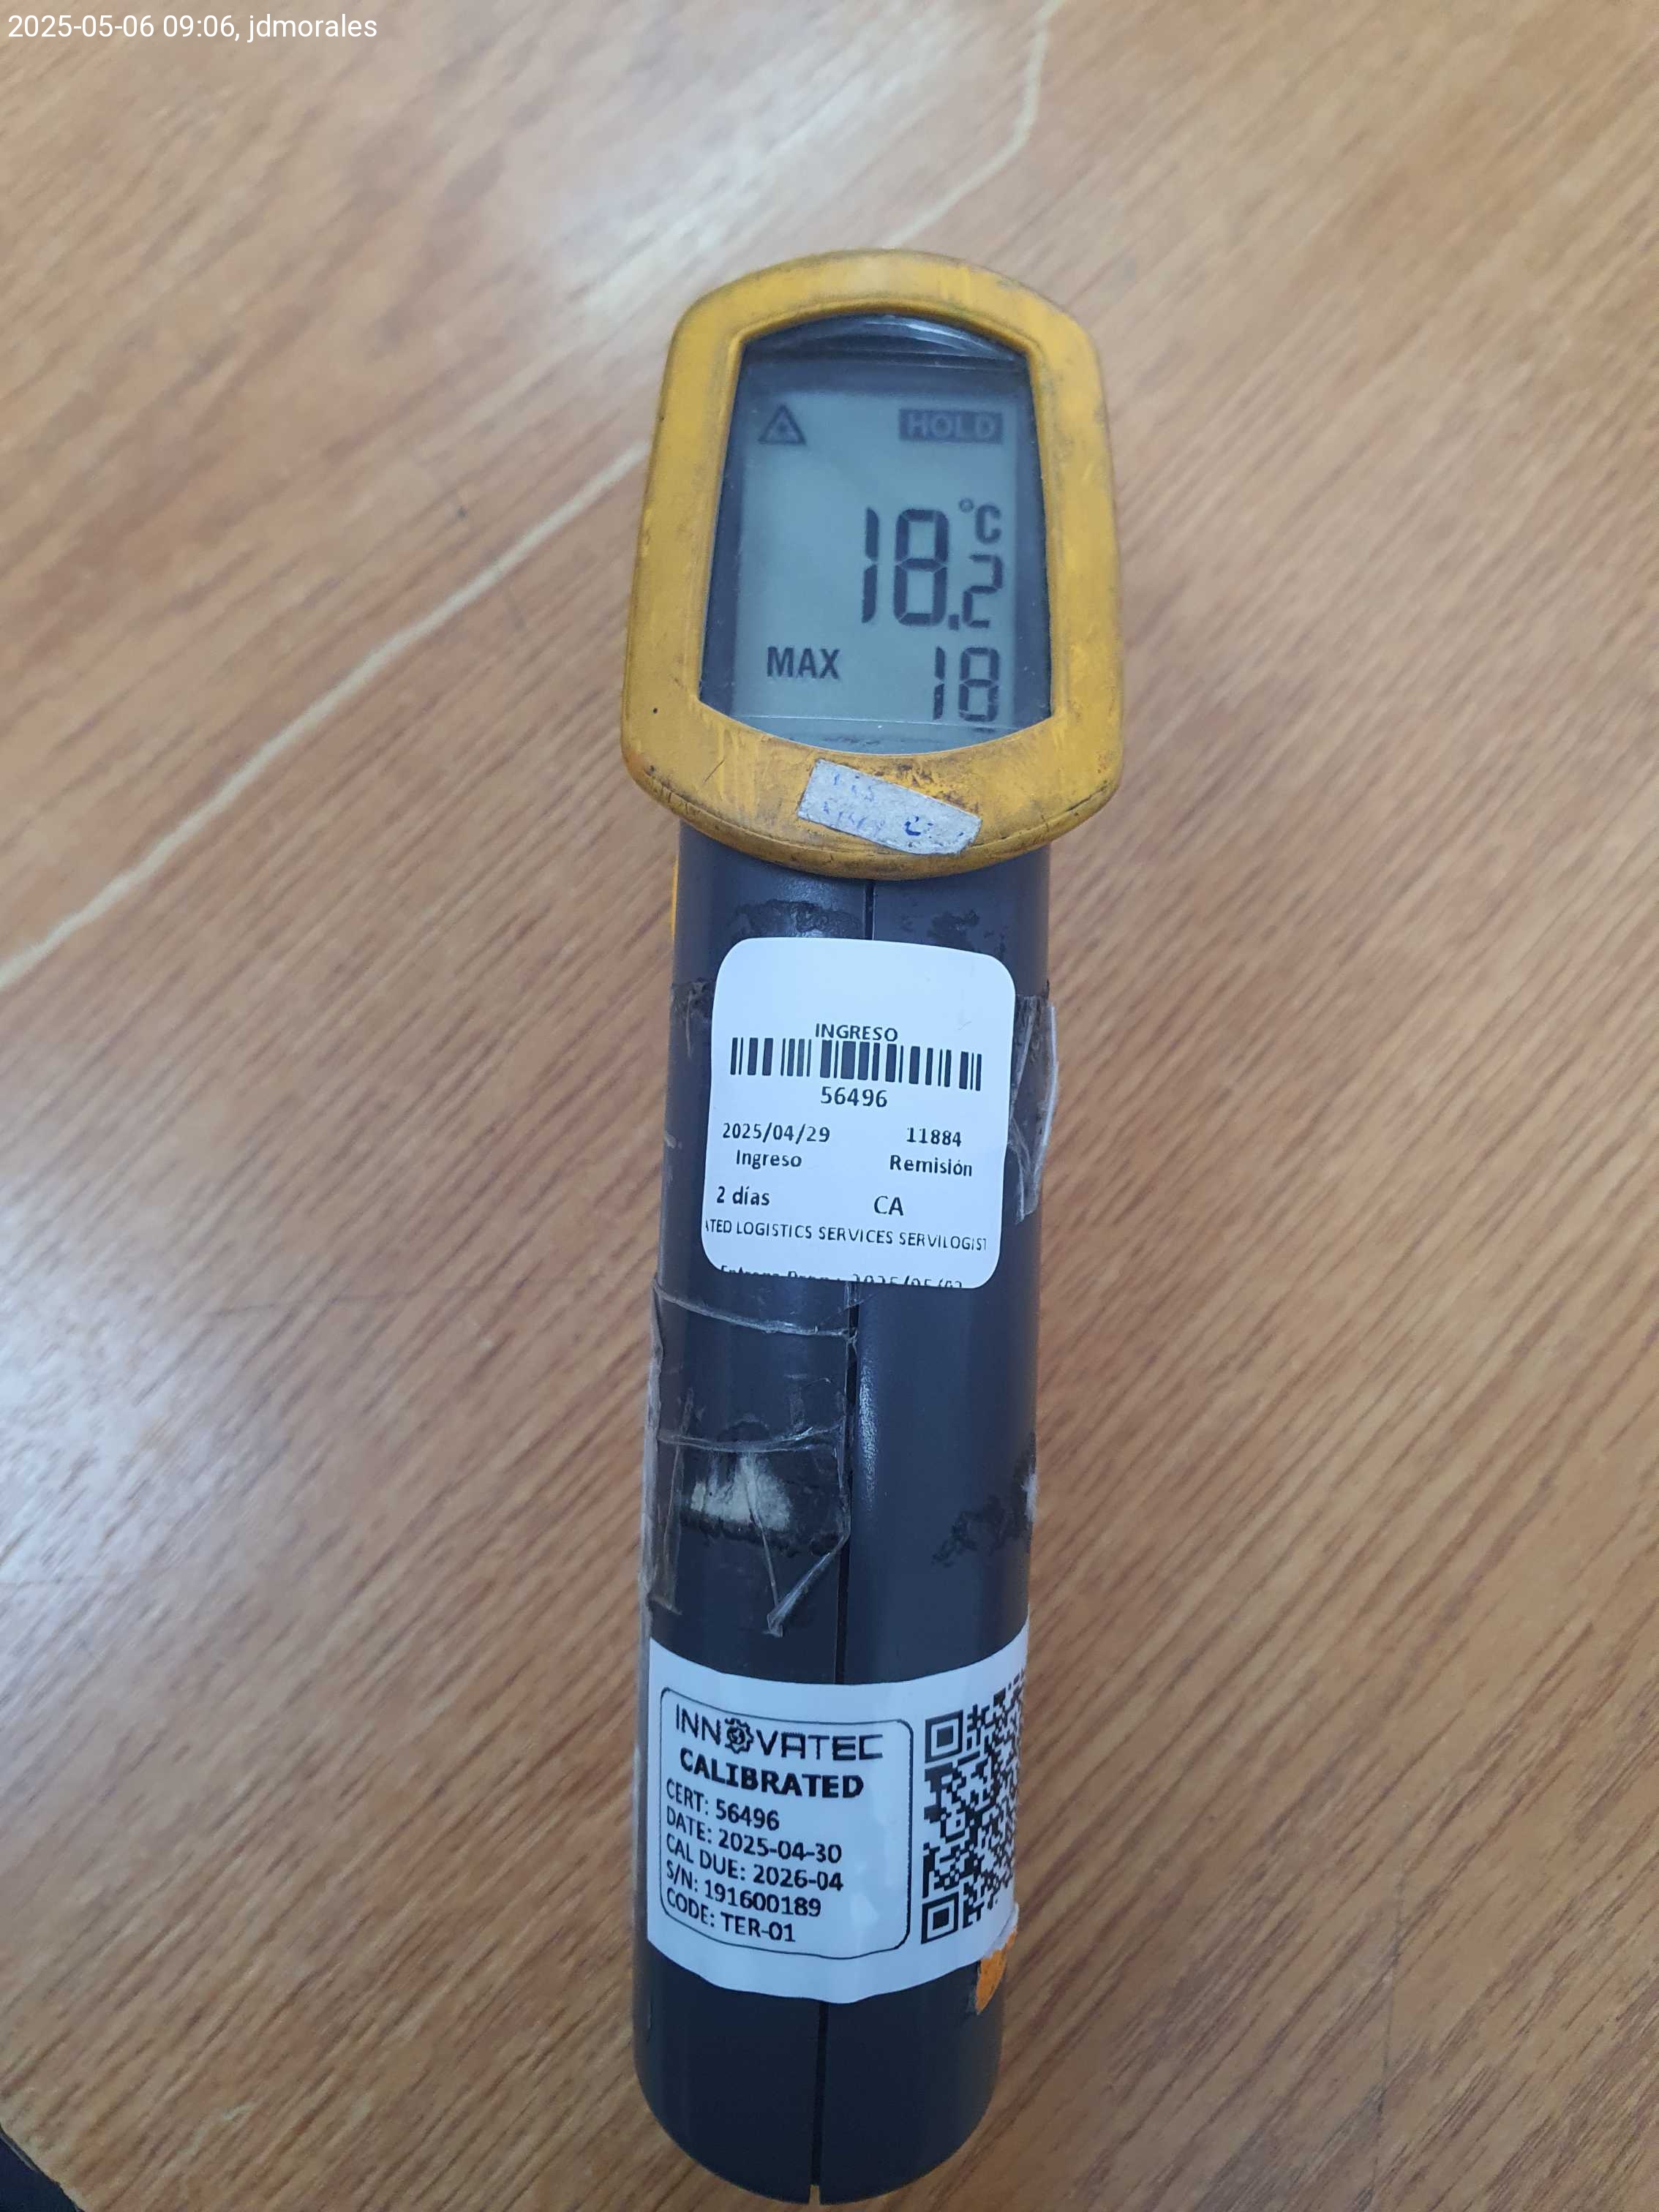 2025-05-06 09:06, jdmorales
HOLD
°C
18.2
MAX 18
INGRESO
56496
2025/04/29 11884
Ingreso Remisión
2 días CA
LOGISTICS SERVICES
INNOVATEC
CALIBRATED
CERT: 56496
DATE: 2025-04-30
CAL DUE: 2026-04
S/N: 191600189
CODE: TER-01